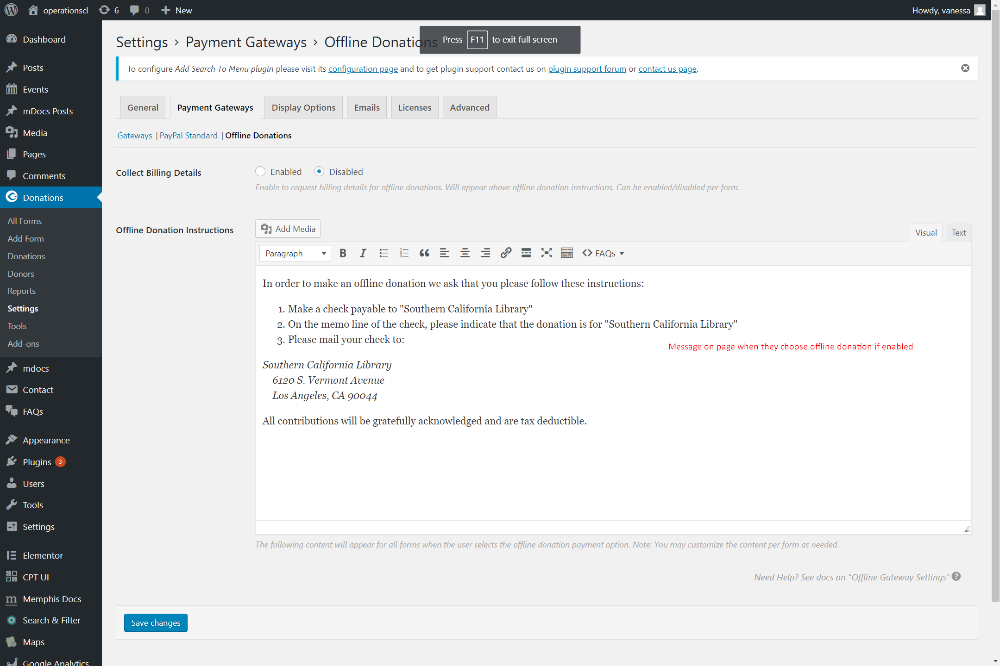 operationscl 6 0 New Howdy, vanessa
Press F11 to exit full screen
Dashboard
Posts
Events
mDocs Posts
Media
Pages
Comments
Donations
All Forms
Add Form
Donations
Donors
Reports
Settings
Tools
Add-ons
mdocs
Contact
FAQs
Appearance
Plugins 3
Users
Tools
Settings
Elementor
CPT UI
m Memphis Docs
Search & Filter
Maps
Google Analytics
Settings › Payment Gateways › Offline Donations
To configure Add Search To Menu plugin please visit its configuration page and to get plugin support contact us on plugin support forum or contact us page.
General Payment Gateways Display Options Emails Licenses Advanced
Gateways | PayPal Standard | Offline Donations
Collect Billing Details Enabled Disabled
Enable to request billing details for offline donations. Will appear above offline donation instructions. Can be enabled/disabled per form.
Offline Donation Instructions Add Media Visual Text
Paragraph B I FAQs
In order to make an offline donation we ask that you please follow these instructions:
1. Make a check payable to "Southern California Library"
2. On the memo line of the check, please indicate that the donation is for "Southern California Library"
3. Please mail your check to:
Message on page when they choose offline donation if enabled
Southern California Library
6120 S. Vermont Avenue
Los Angeles, CA 90044
All contributions will be gratefully acknowledged and are tax deductible.
The following content will appear for all forms when the user selects the offline donation payment option. Note: You may customize the content per form as needed.
Need Help? See docs on "Offline Gateway Settings" ?
Save changes